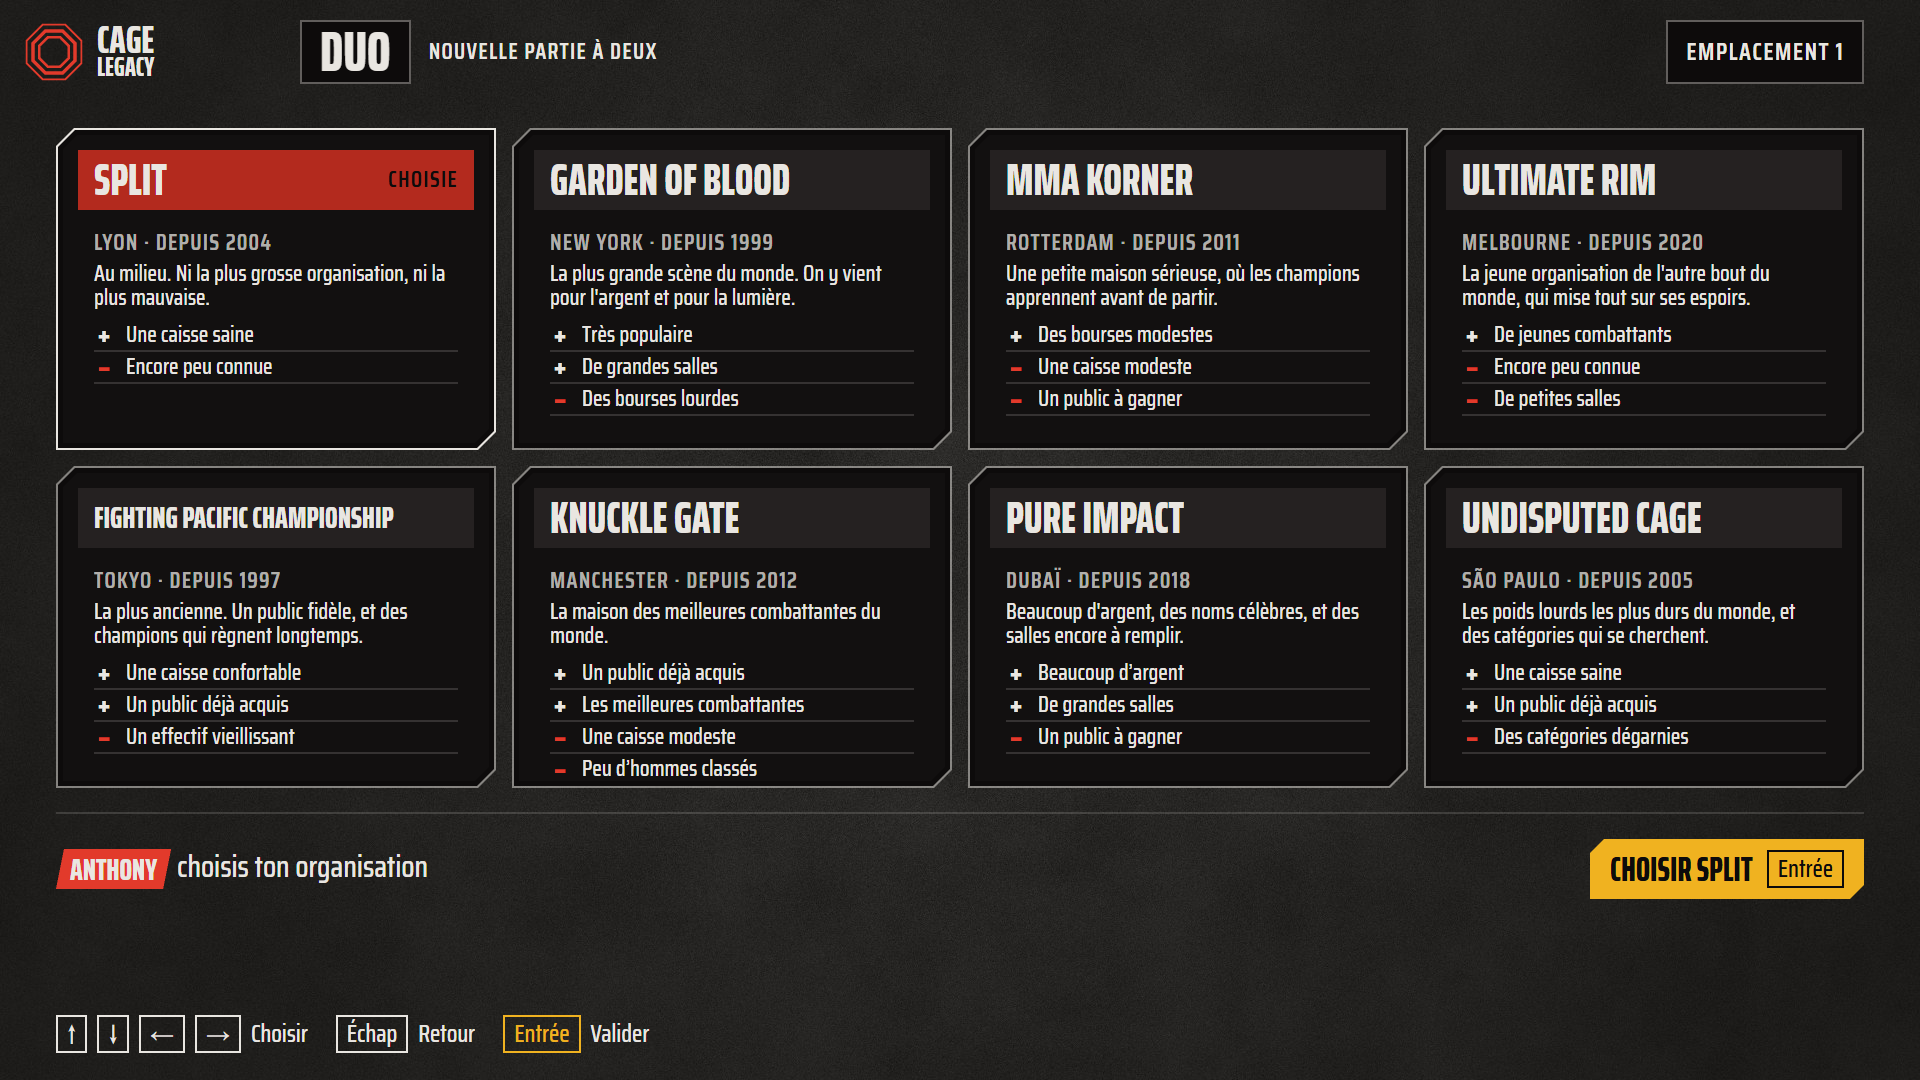 CAGE
LEGACY
DUO
NOUVELLE PARTIE À DEUX
EMPLACEMENT 1
SPLIT
CHOISIE
LYON · DEPUIS 2004
Au milieu. Ni la plus grosse organisation, ni la
plus mauvaise.
+ Une caisse saine
- Encore peu connue
GARDEN OF BLOOD
NEW YORK · DEPUIS 1999
La plus grande scène du monde. On y vient
pour l'argent et pour la lumière.
+ Très populaire
+ De grandes salles
- Des bourses lourdes
MMA KORNER
ROTTERDAM · DEPUIS 2011
Une petite maison sérieuse, où les champions
apprennent avant de partir.
+ Des bourses modestes
- Une caisse modeste
- Un public à gagner
ULTIMATE RIM
MELBOURNE · DEPUIS 2020
La jeune organisation de l'autre bout du
monde, qui mise tout sur ses espoirs.
+ De jeunes combattants
- Encore peu connue
- De petites salles
FIGHTING PACIFIC CHAMPIONSHIP
TOKYO · DEPUIS 1997
La plus ancienne. Un public fidèle, et des
champions qui règnent longtemps.
+ Une caisse confortable
+ Un public déjà acquis
- Un effectif vieillissant
KNUCKLE GATE
MANCHESTER · DEPUIS 2012
La maison des meilleures combattantes du
monde.
+ Un public déjà acquis
+ Les meilleures combattantes
- Une caisse modeste
- Peu d’hommes classés
PURE IMPACT
DUBAÏ · DEPUIS 2018
Beaucoup d'argent, des noms célèbres, et des
salles encore à remplir.
+ Beaucoup d’argent
+ De grandes salles
- Un public à gagner
UNDISPUTED CAGE
SÃO PAULO · DEPUIS 2005
Les poids lourds les plus durs du monde, et
des catégories qui se cherchent.
+ Une caisse saine
+ Un public déjà acquis
- Des catégories dégarnies
ANTHONY choisis ton organisation
CHOISIR SPLIT Entrée
↑ ↓ ← → Choisir Échap Retour Entrée Valider